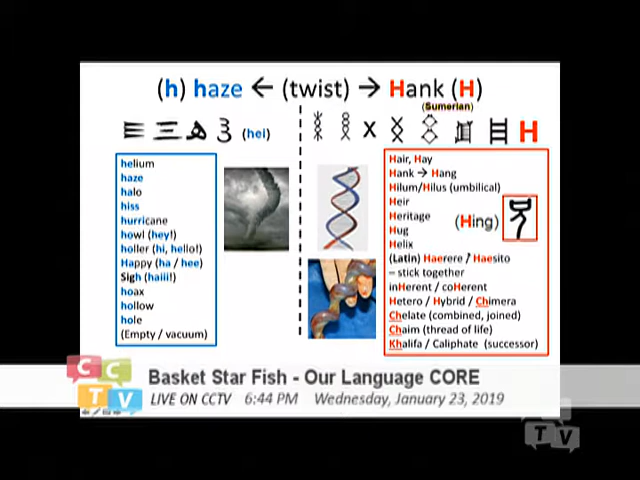 (h) haze ← (twist) → Hank (H)
(Sumerian)
(hei)
X
H
helium
haze
halo
hiss
hurricane
howl (hey!)
holler (hi, hello!)
Happy (ha / hee)
Sigh (haiii!)
hoax
hollow
hole
(Empty / vacuum)
Hair, Hay
Hank → Hang
Hilum/Hilus (umbilical)
Heir
Heritage
Hug
Helix
(Latin) Haerere / Haesito
– stick together
inHerent / coHerent
Hetero / Hybrid / Chimera
Chelate (combined, joined)
Chaim (thread of life)
Khalifa / Caliphate (successor)
(Hing)
CCTV
Basket Star Fish - Our Language CORE
LIVE ON CCTV 6:44 PM Wednesday, January 23, 2019
TV